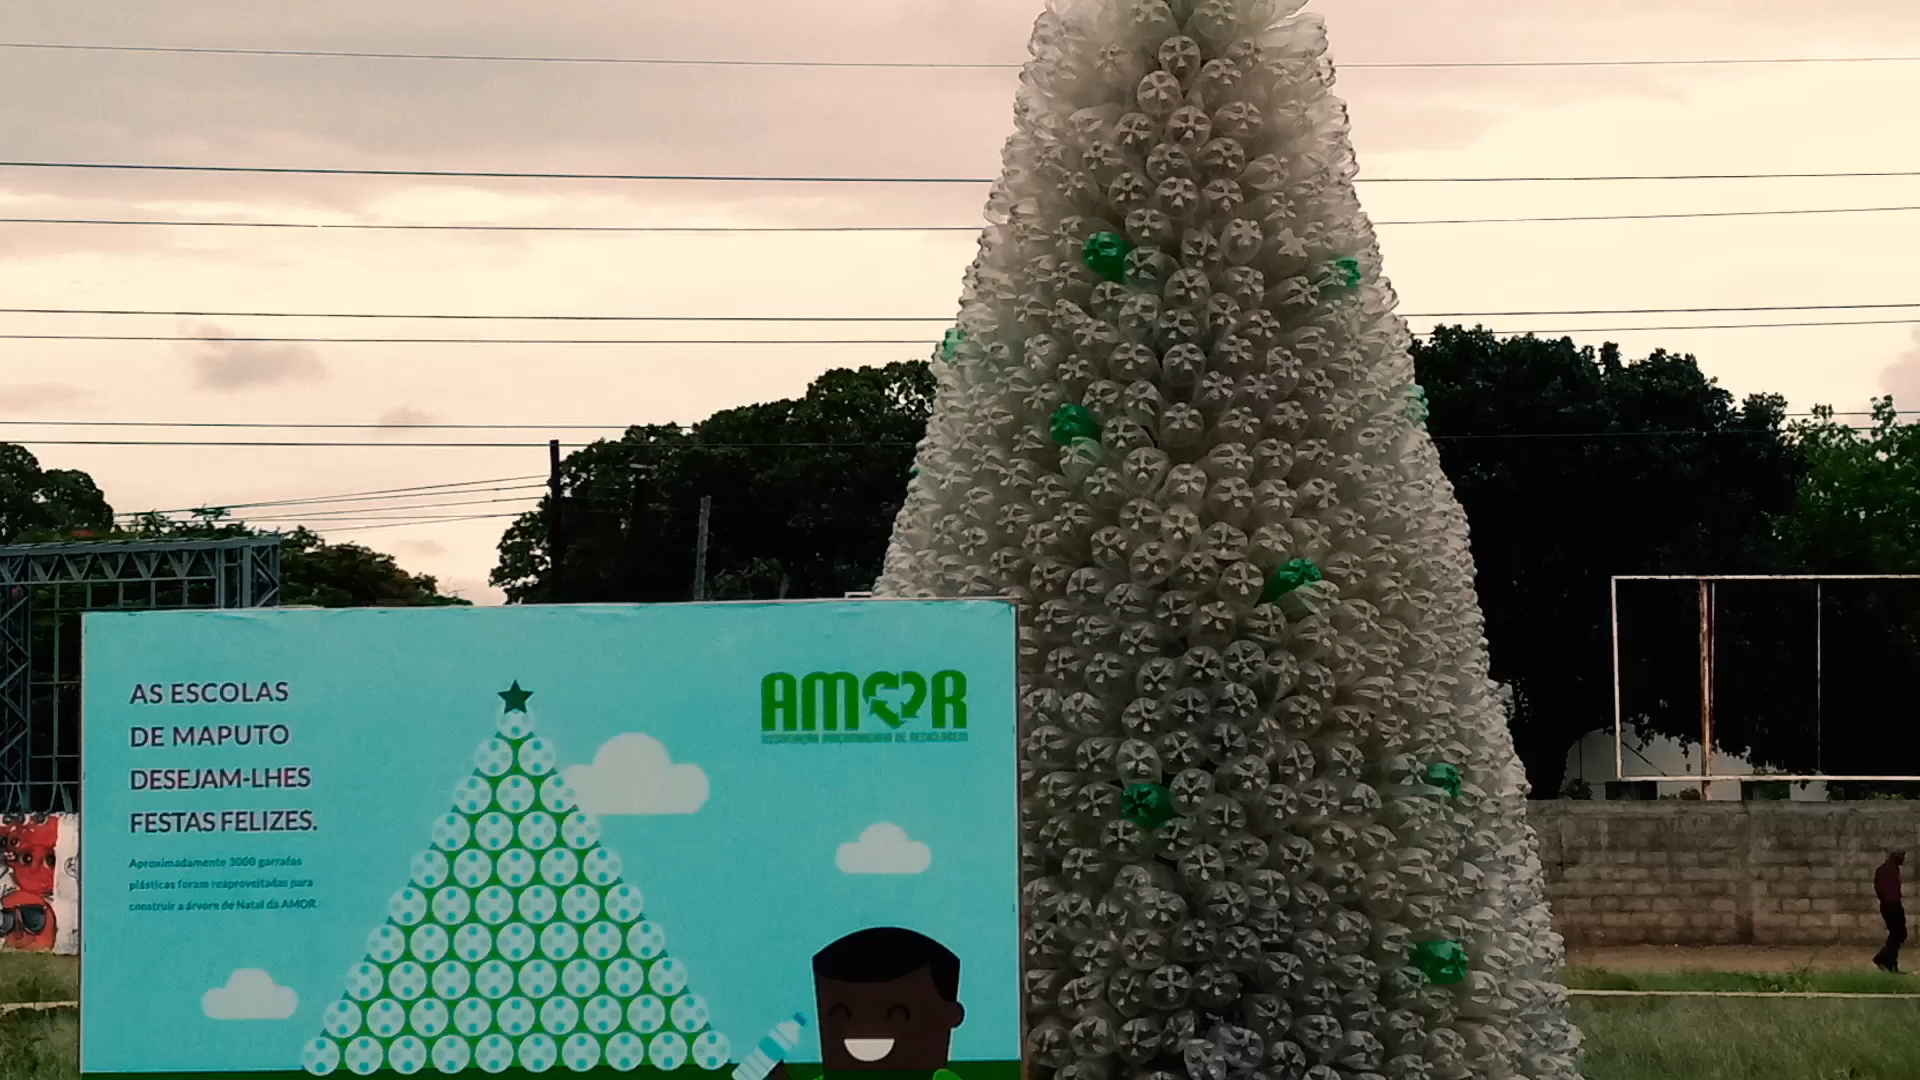 AS ESCOLAS
DE MAPUTO
DESEJAM-LHES
FESTAS FELIZES.
Aproximadamente 3000 garrafas
plásticas foram reaproveitadas para
construir a árvore de Natal da AMOR
AMOR
ASSOCIAÇÃO MOÇAMBICANA DE RECICLAGEM